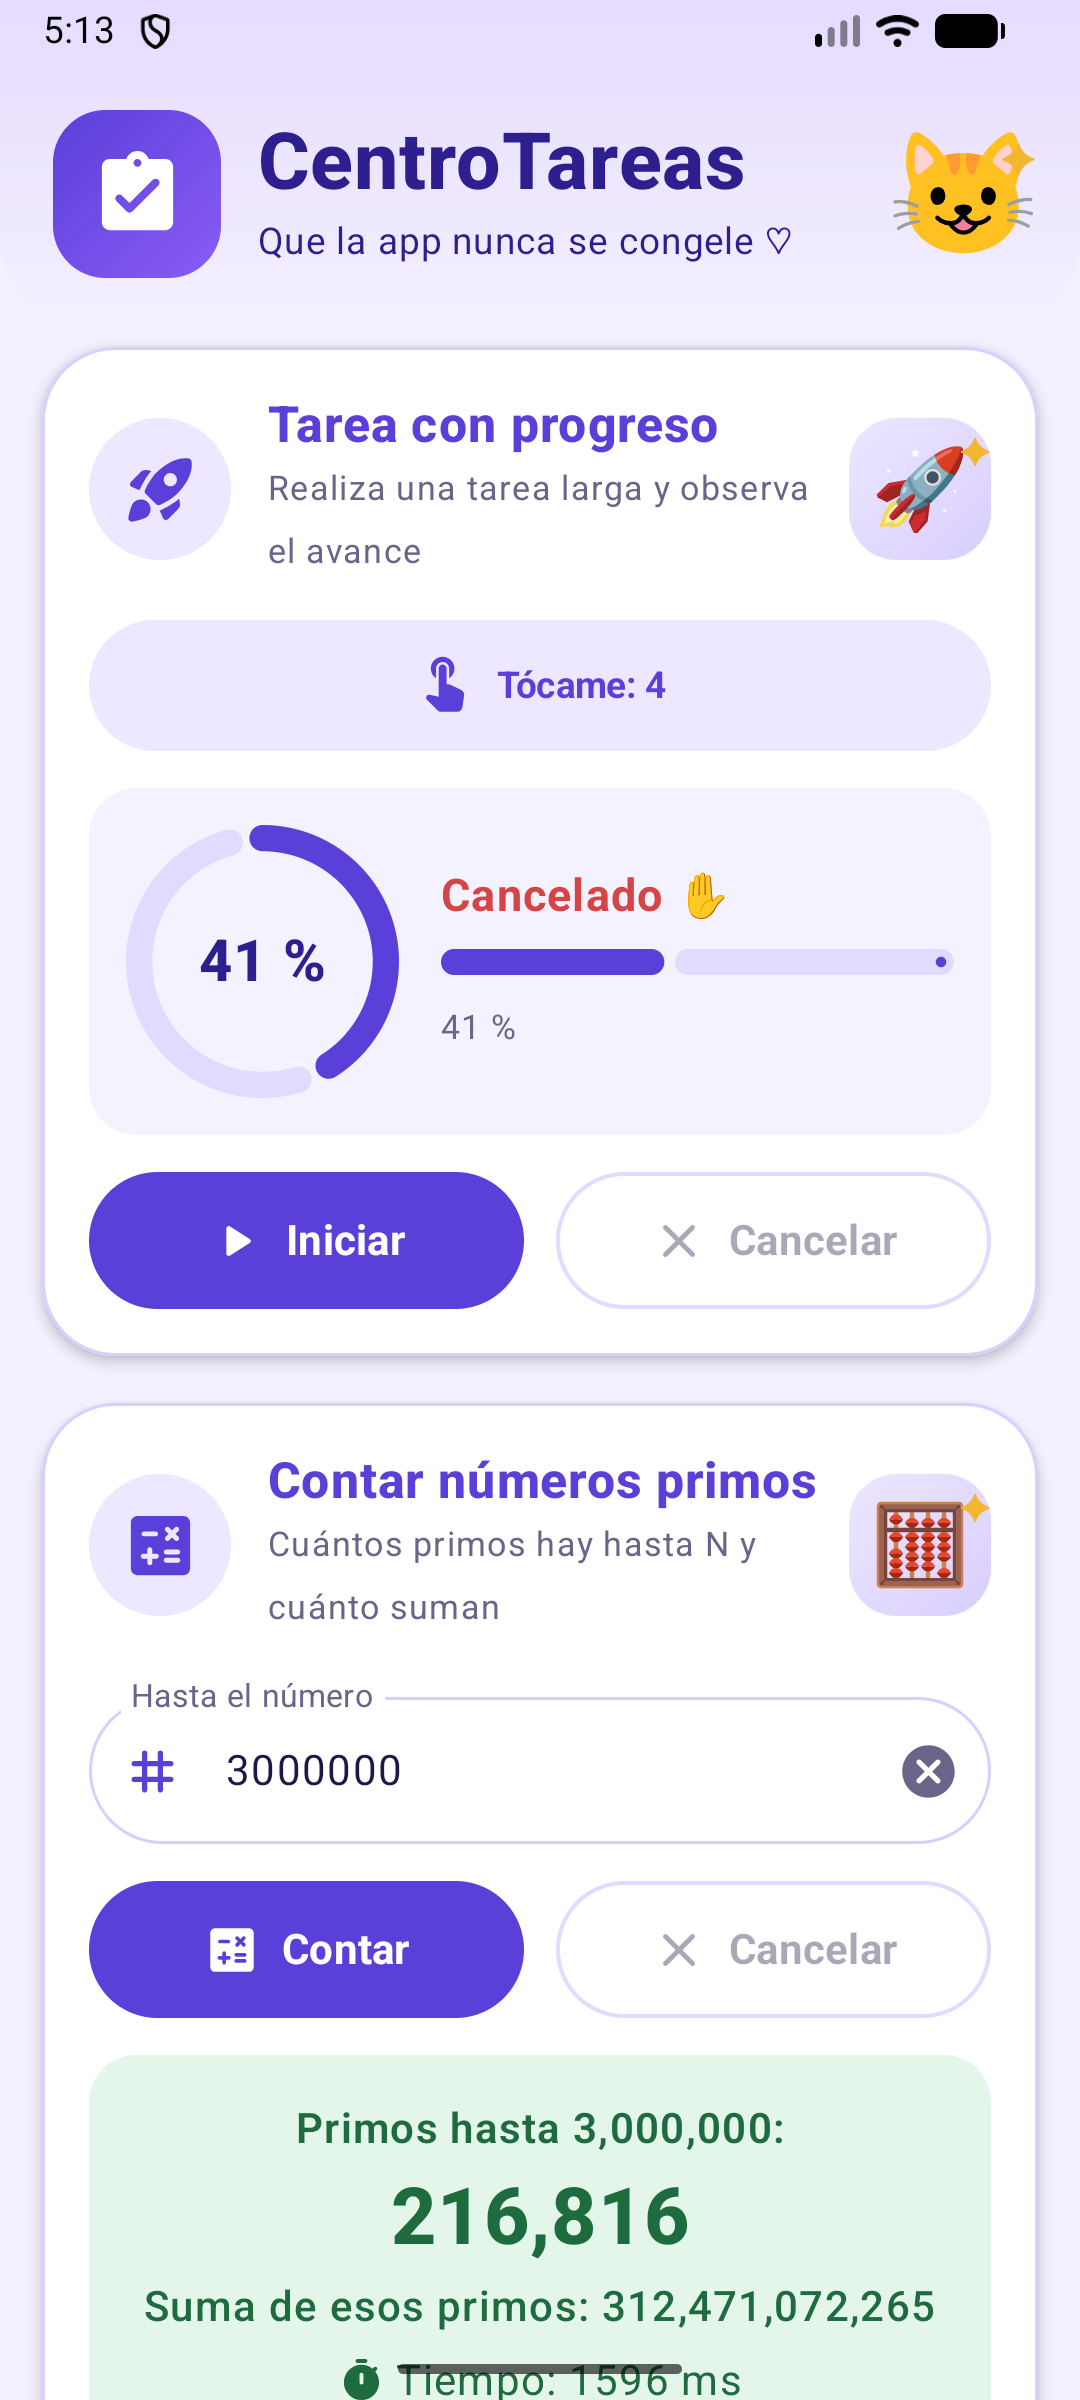 5:13
CentroTareas
Que la app nunca se congele ♡
Tarea con progreso
Realiza una tarea larga y observa
el avance
Tócame: 4
41 %
Cancelado ✋
41 %
Iniciar
Cancelar
Contar números primos
Cuántos primos hay hasta N y
cuánto suman
Hasta el número
3000000
Contar
Cancelar
Primos hasta 3,000,000:
216,816
Suma de esos primos: 312,471,072,265
Tiempo: 1596 ms